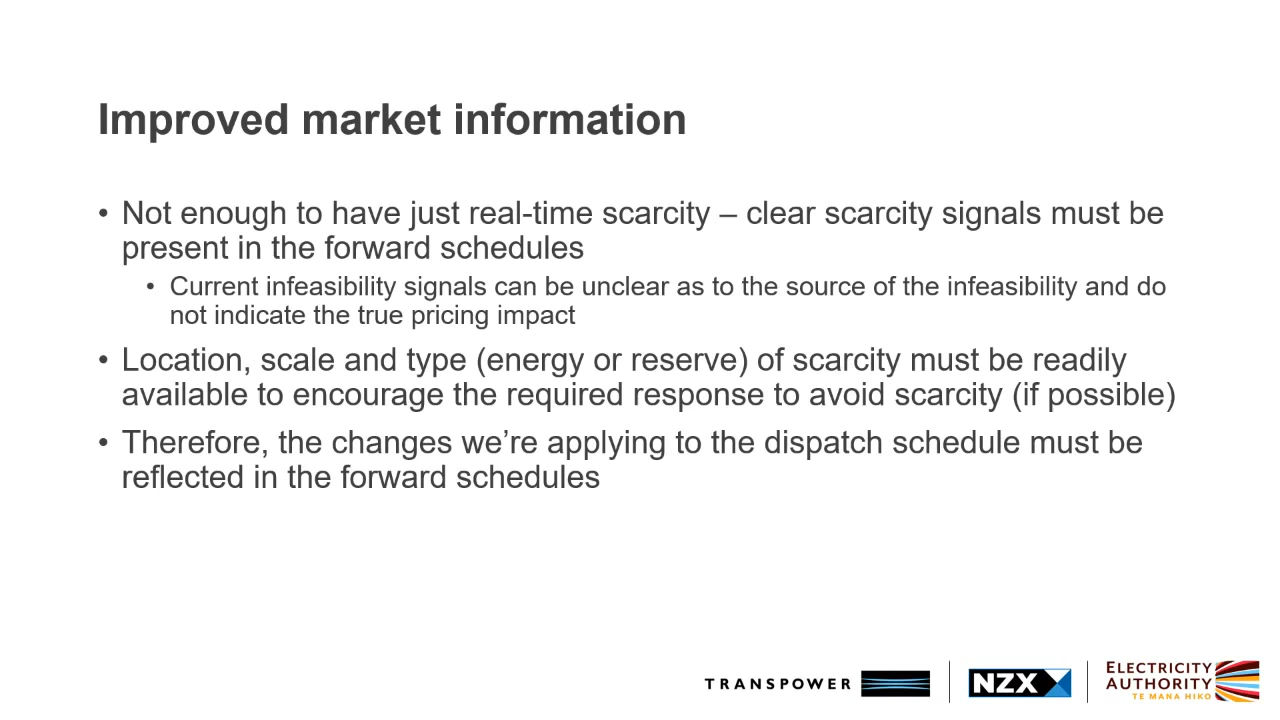 Improved market information
• Not enough to have just real-time scarcity – clear scarcity signals must be
present in the forward schedules
• Current infeasibility signals can be unclear as to the source of the infeasibility and do
not indicate the true pricing impact
• Location, scale and type (energy or reserve) of scarcity must be readily
available to encourage the required response to avoid scarcity (if possible)
• Therefore, the changes we’re applying to the dispatch schedule must be
reflected in the forward schedules
TRANSPOWER
NZX
ELECTRICITY
AUTHORITY
TE MANA HIKO